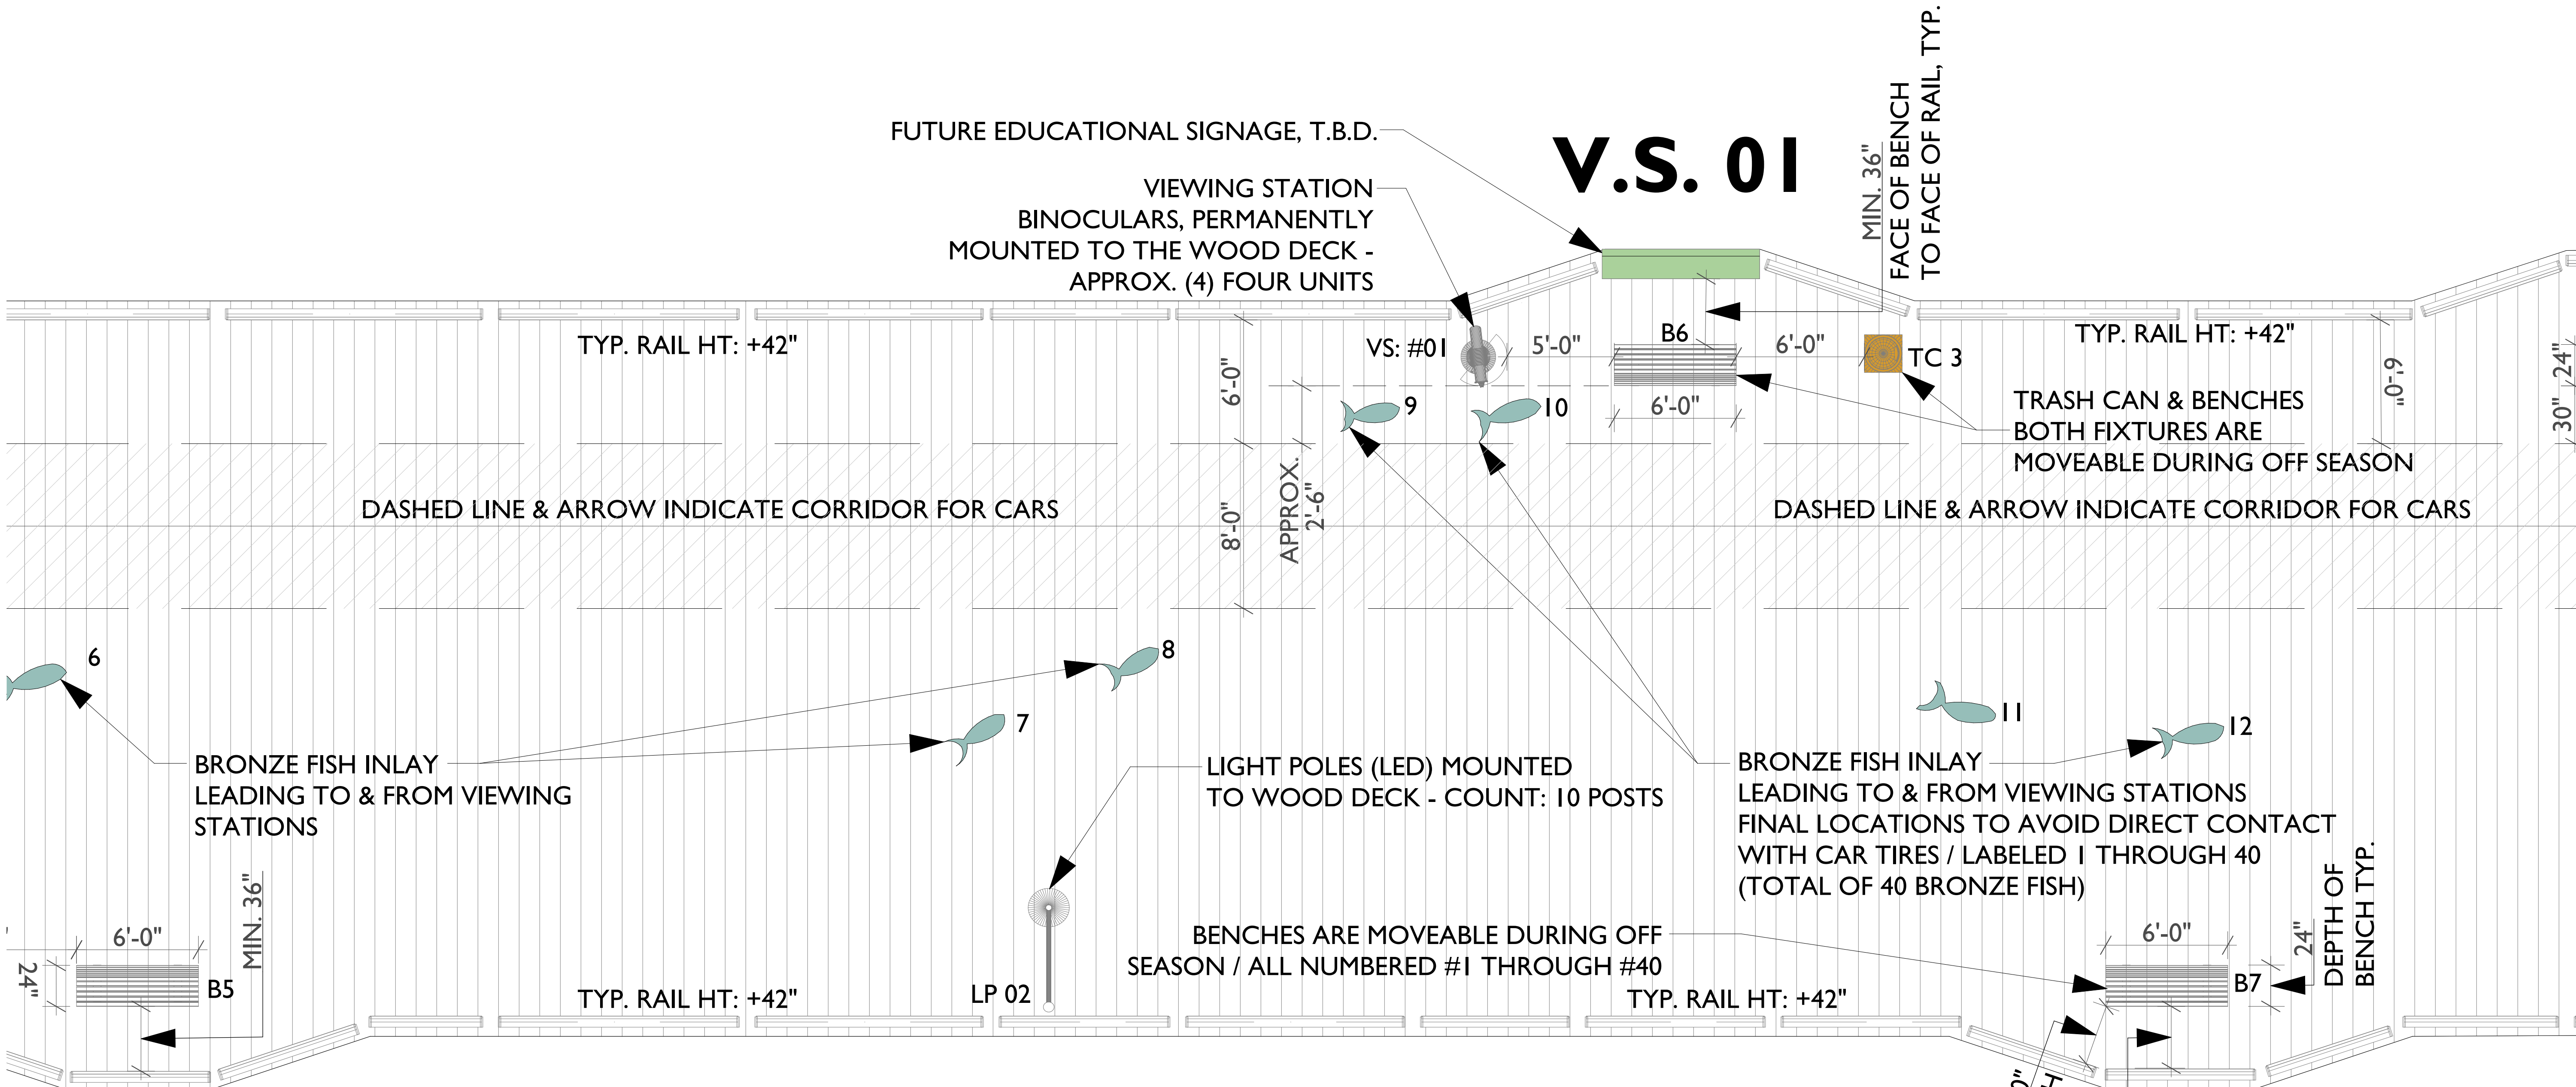 FUTURE EDUCATIONAL SIGNAGE, T.B.D.
V.S. 01
VIEWING STATION
BINOCULARS, PERMANENTLY
MOUNTED TO THE WOOD DECK -
APPROX. (4) FOUR UNITS
MIN. 36"
FACE OF BENCH
TO FACE OF RAIL, TYP.
TYP. RAIL HT: +42"
VS: #01
5'-0"
B6
6'-0"
TC 3
TYP. RAIL HT: +42"
6'-0"
6'-0"
24"
30"
9
10
6'-0"
TRASH CAN & BENCHES
BOTH FIXTURES ARE
MOVEABLE DURING OFF SEASON
DASHED LINE & ARROW INDICATE CORRIDOR FOR CARS
8'-0"
APPROX.
2'-6"
DASHED LINE & ARROW INDICATE CORRIDOR FOR CARS
6
8
7
11
12
BRONZE FISH INLAY
LEADING TO & FROM VIEWING
STATIONS
LIGHT POLES (LED) MOUNTED
TO WOOD DECK - COUNT: 10 POSTS
BRONZE FISH INLAY
LEADING TO & FROM VIEWING STATIONS
FINAL LOCATIONS TO AVOID DIRECT CONTACT
WITH CAR TIRES / LABELED 1 THROUGH 40
(TOTAL OF 40 BRONZE FISH)
6'-0"
24"
B5
MIN. 36"
TYP. RAIL HT: +42"
LP 02
BENCHES ARE MOVEABLE DURING OFF
SEASON / ALL NUMBERED #1 THROUGH #40
TYP. RAIL HT: +42"
6'-0"
B7
24"
DEPTH OF
BENCH TYP.